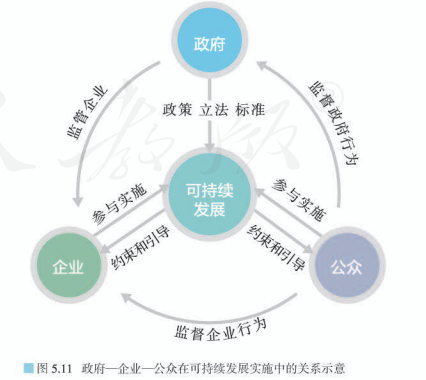 政府
监管企业
政策 立法 标准
监督政府行为
可持续
发展
参与实施
参与实施
约束和引导
约束和引导
企业
公众
监督企业行为
图 5.11 政府—企业—公众在可持续发展实施中的关系示意